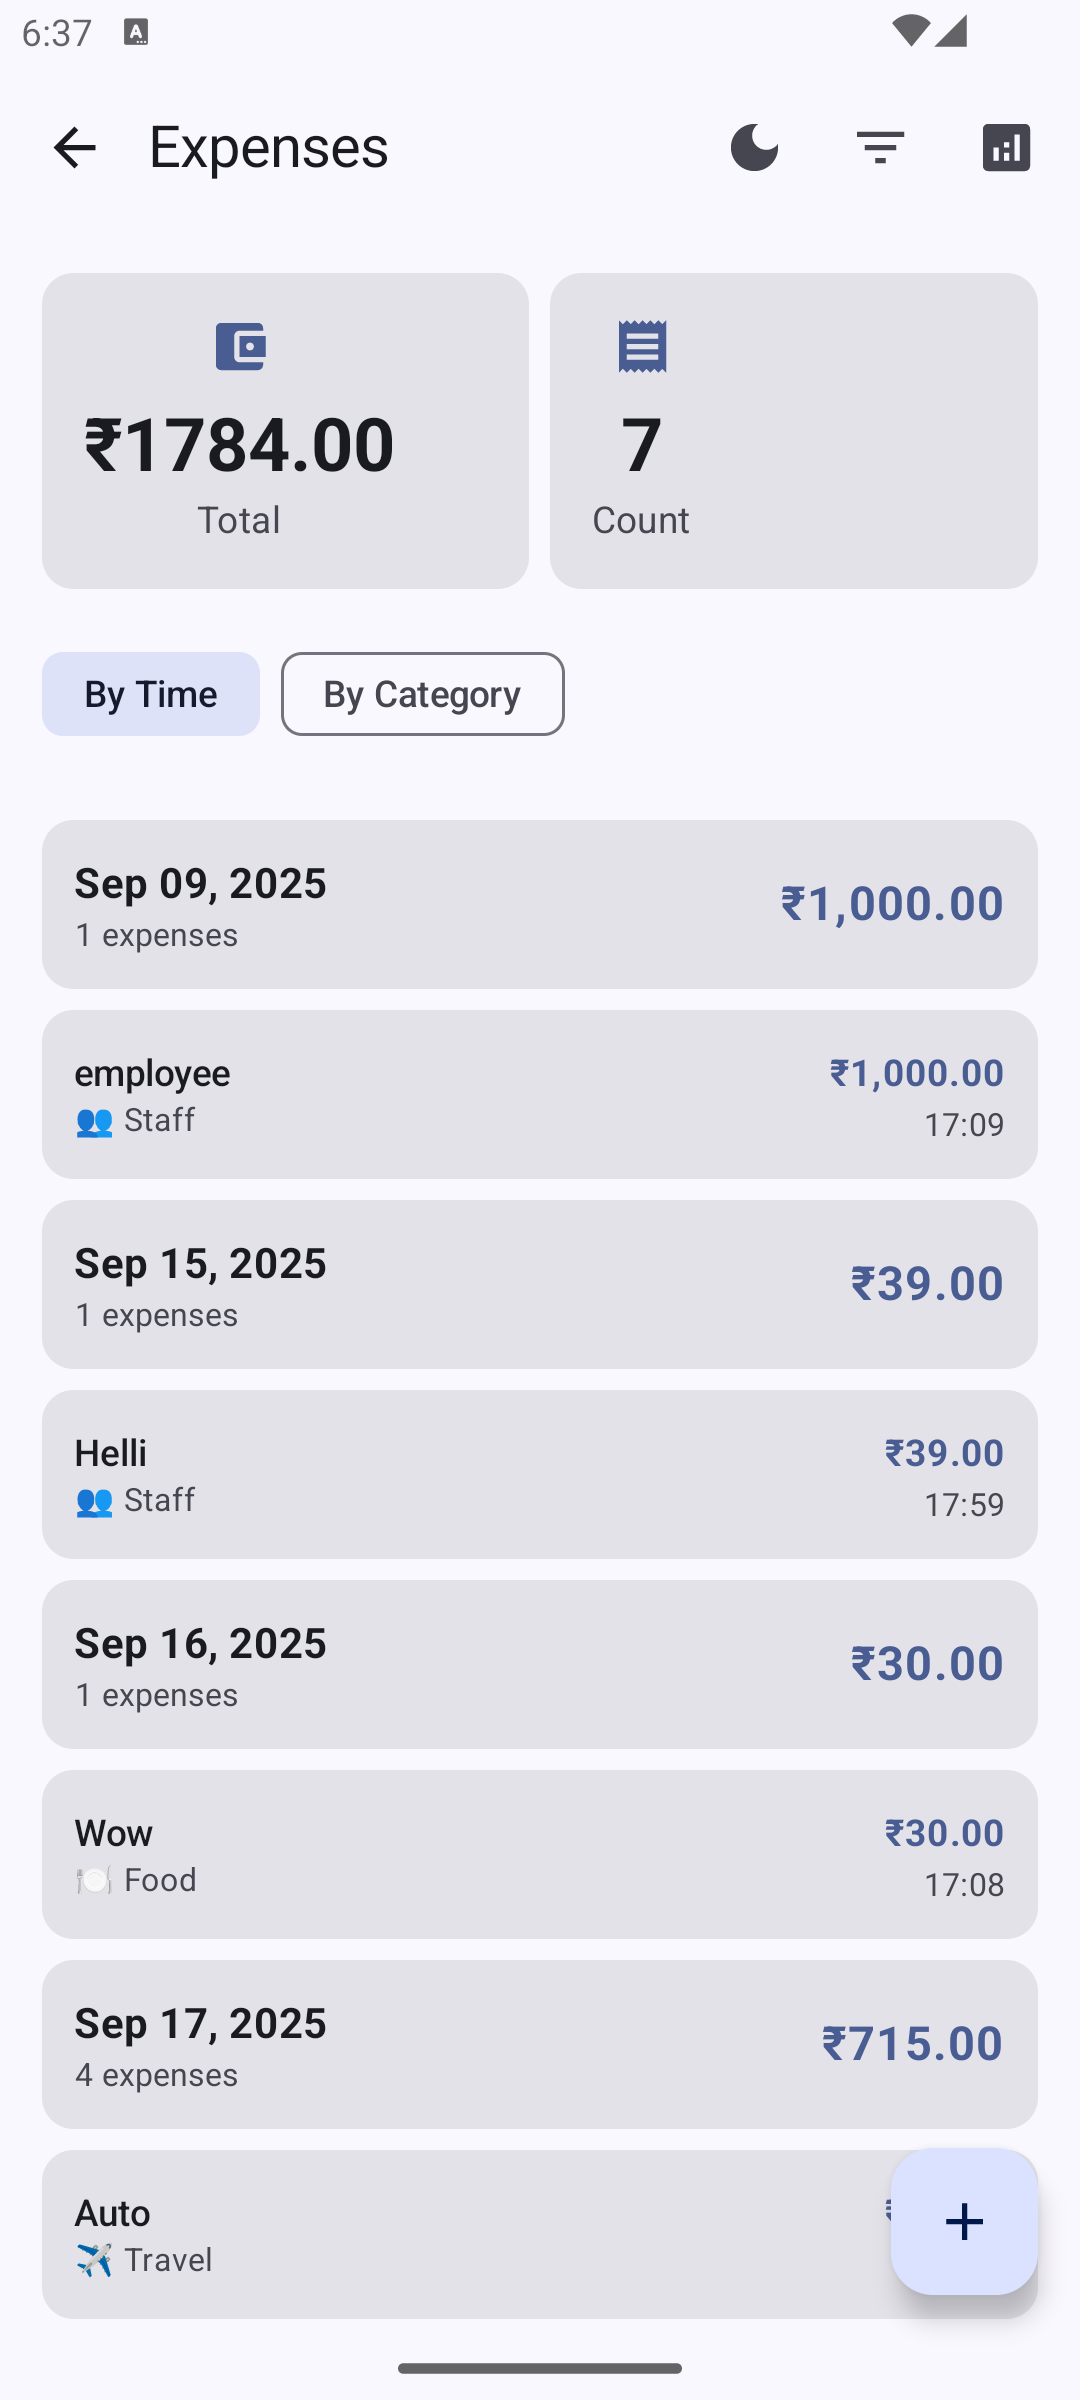 6:37
Expenses
₹1784.00
Total
7
Count
By Time
By Category
Sep 09, 2025
1 expenses
₹1,000.00
employee
👥 Staff
₹1,000.00
17:09
Sep 15, 2025
1 expenses
₹39.00
Helli
👥 Staff
₹39.00
17:59
Sep 16, 2025
1 expenses
₹30.00
Wow
🍽️ Food
₹30.00
17:08
Sep 17, 2025
4 expenses
₹715.00
Auto
✈️ Travel